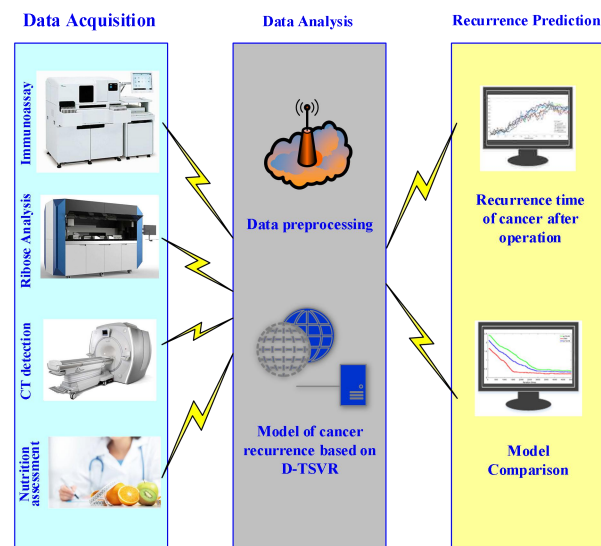 Data Acquisition
Data Analysis
Recurrence Prediction
Immunoassay
Ribose Analysis
CT detection
Nutrition
assessment
Data preprocessing
Model of cancer
recurrence based on
D-TSVR
Recurrence time
of cancer after
operation
Model
Comparison